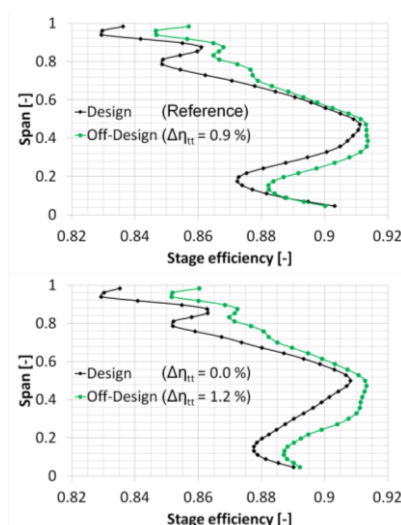 1
0.8
0.6
0.4
0.2
0
Span [-]
Design (Reference)
Off-Design (Δηtt = 0.9 %)
0.82 0.84 0.86 0.88 0.9 0.92
Stage efficiency [-]
1
0.8
0.6
0.4
0.2
0
Span [-]
Design (Δηtt = 0.0 %)
Off-Design (Δηtt = 1.2 %)
0.82 0.84 0.86 0.88 0.9 0.92
Stage efficiency [-]